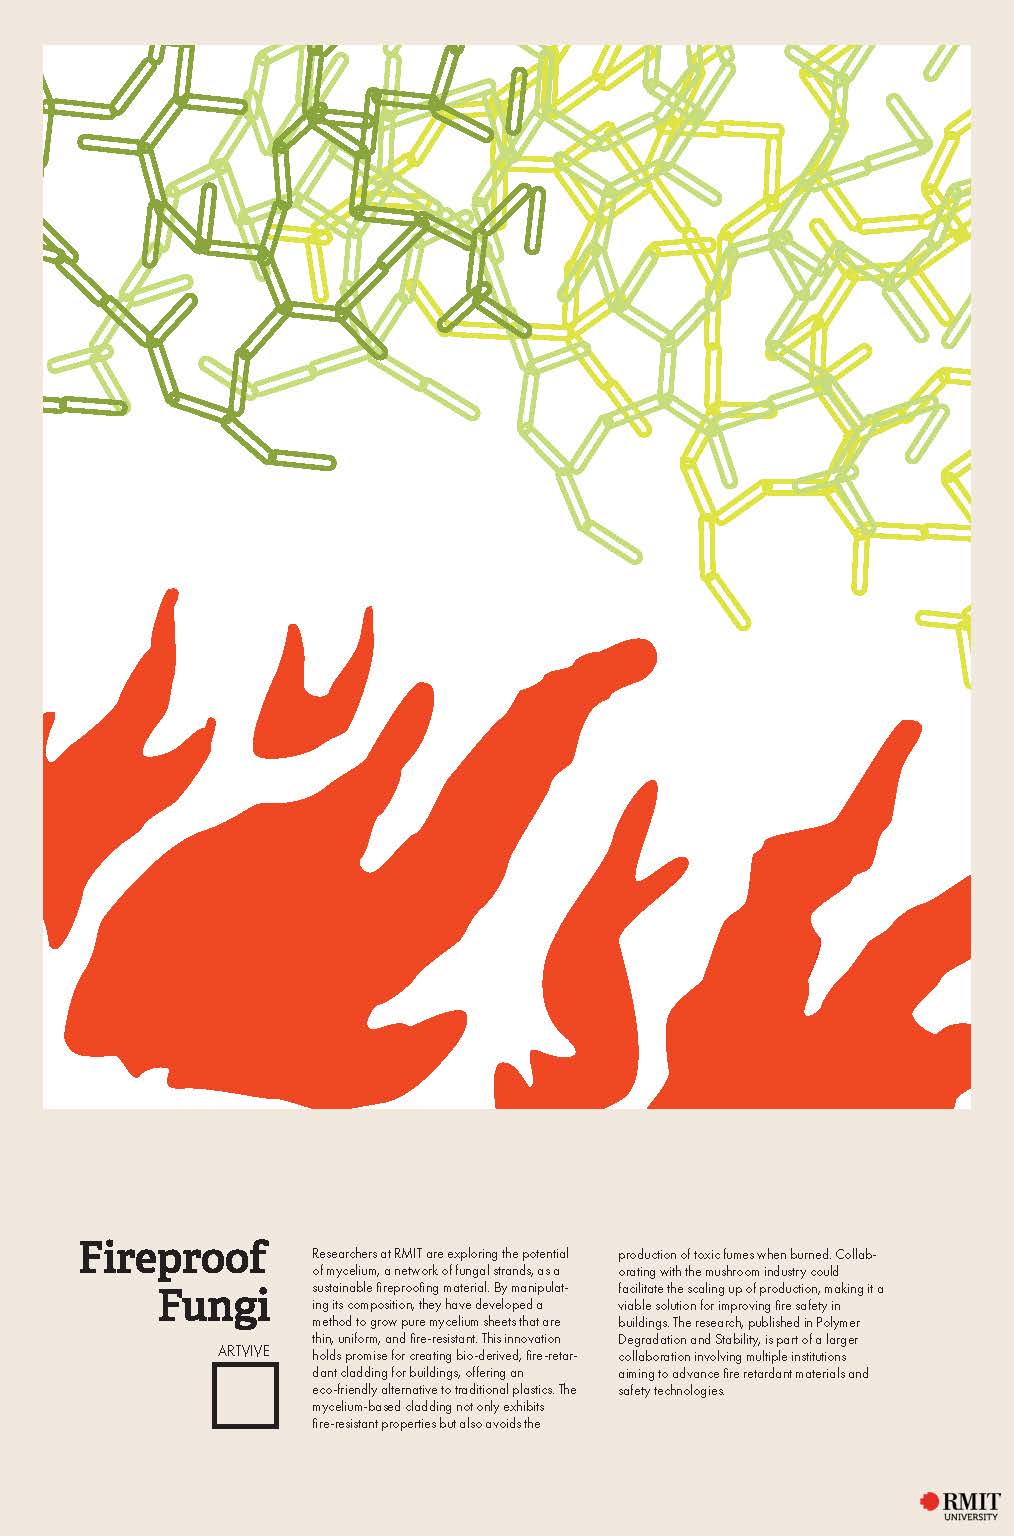 Fireproof
Fungi
ARTVIVE
Researchers at RMIT are exploring the potential
of mycelium, a network of fungal strands, as a
sustainable fireproofing material. By manipulat-
ing its composition, they have developed a
method to grow pure mycelium sheets that are
thin, uniform, and fire-resistant. This innovation
holds promise for creating bio-derived, fire-retar-
dant cladding for buildings, offering an
eco-friendly alternative to traditional plastics. The
mycelium-based cladding not only exhibits
fire-resistant properties but also avoids the
production of toxic fumes when burned. Collab-
orating with the mushroom industry could
facilitate the scaling up of production, making it a
viable solution for improving fire safety in
buildings. The research, published in Polymer
Degradation and Stability, is part of a larger
collaboration involving multiple institutions
aiming to advance fire retardant materials and
safety technologies.
RMIT
UNIVERSITY